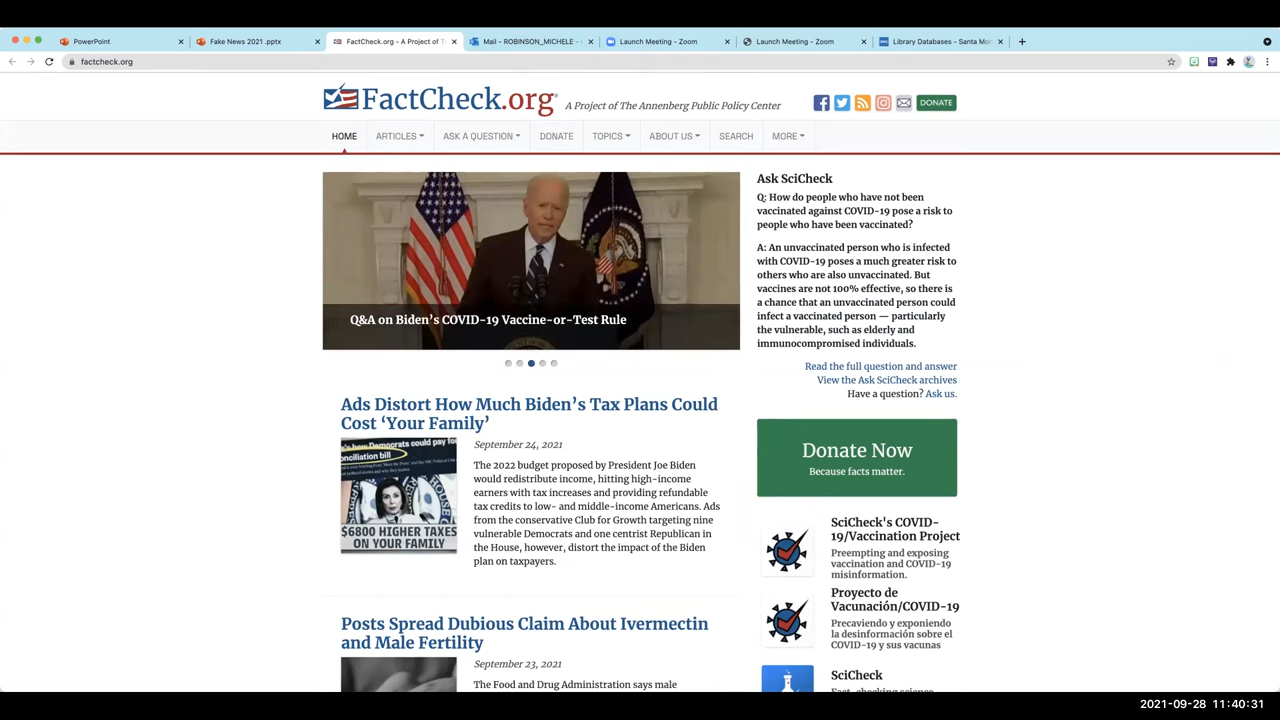 PowerPoint
Fake News 2021 .pptx
FactCheck.org - A Project of T
Mail - ROBINSON_MICHELE -
Launch Meeting - Zoom
Launch Meeting - Zoom
Library Databases - Santa Mo
factcheck.org
FactCheck.org® A Project of The Annenberg Public Policy Center
DONATE
HOME ARTICLES ASK A QUESTION DONATE TOPICS ABOUT US SEARCH MORE
Q&A on Biden's COVID-19 Vaccine-or-Test Rule
Ads Distort How Much Biden's Tax Plans Could
Cost 'Your Family'
September 24, 2021
The 2022 budget proposed by President Joe Biden
would redistribute income, hitting high-income
earners with tax increases and providing refundable
tax credits to low- and middle-income Americans. Ads
from the conservative Club for Growth targeting nine
vulnerable Democrats and one centrist Republican in
the House, however, distort the impact of the Biden
plan on taxpayers.
Democrats could pay for
conciliation bill
$6800 HIGHER TAXES
ON YOUR FAMILY
Posts Spread Dubious Claim About Ivermectin
and Male Fertility
September 23, 2021
The Food and Drug Administration says male
Ask SciCheck
Q: How do people who have not been
vaccinated against COVID-19 pose a risk to
people who have been vaccinated?
A: An unvaccinated person who is infected
with COVID-19 poses a much greater risk to
others who are also unvaccinated. But
vaccines are not 100% effective, so there is
a chance that an unvaccinated person could
infect a vaccinated person — particularly
the vulnerable, such as elderly and
immunocompromised individuals.
Read the full question and answer
View the Ask SciCheck archives
Have a question? Ask us.
Donate Now
Because facts matter.
SciCheck's COVID-
19/Vaccination Project
Preempting and exposing
vaccination and COVID-19
misinformation.
Proyecto de
Vacunación/COVID-19
Precaviendo y exponiendo
la desinformación sobre el
COVID-19 y sus vacunas
SciCheck
Fact-checking science-
2021-09-28 11:40:31